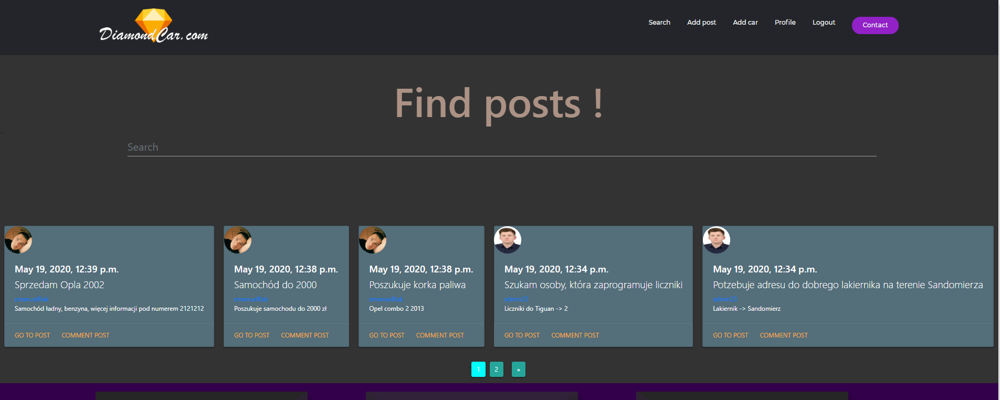 DiamondCar.com
Search Add post Add car Profile Logout Contact
Find posts !
Search
May 19, 2020, 12:39 p.m.
Sprzedam Opla 2002
emanuelKak
Samochód ładny, benzyna, więcej informacji pod numerem 2121212
GO TO POST COMMENT POST
May 19, 2020, 12:38 p.m.
Samochód do 2000
emanuelKak
Poszukuje samochodu do 2000 zł
GO TO POST COMMENT POST
May 19, 2020, 12:38 p.m.
Poszukuje korka paliwa
emanuelKak
Opel combo 2 2013
GO TO POST COMMENT POST
May 19, 2020, 12:34 p.m.
Szukam osoby, która zaprogramuje liczniki
Liczniki do Tiguan -> 2
GO TO POST COMMENT POST
May 19, 2020, 12:34 p.m.
Potzebuje adresu do dobrego lakiernika na terenie Sandomierza
Lakiernik -> Sandomierz
GO TO POST COMMENT POST
1 2 »